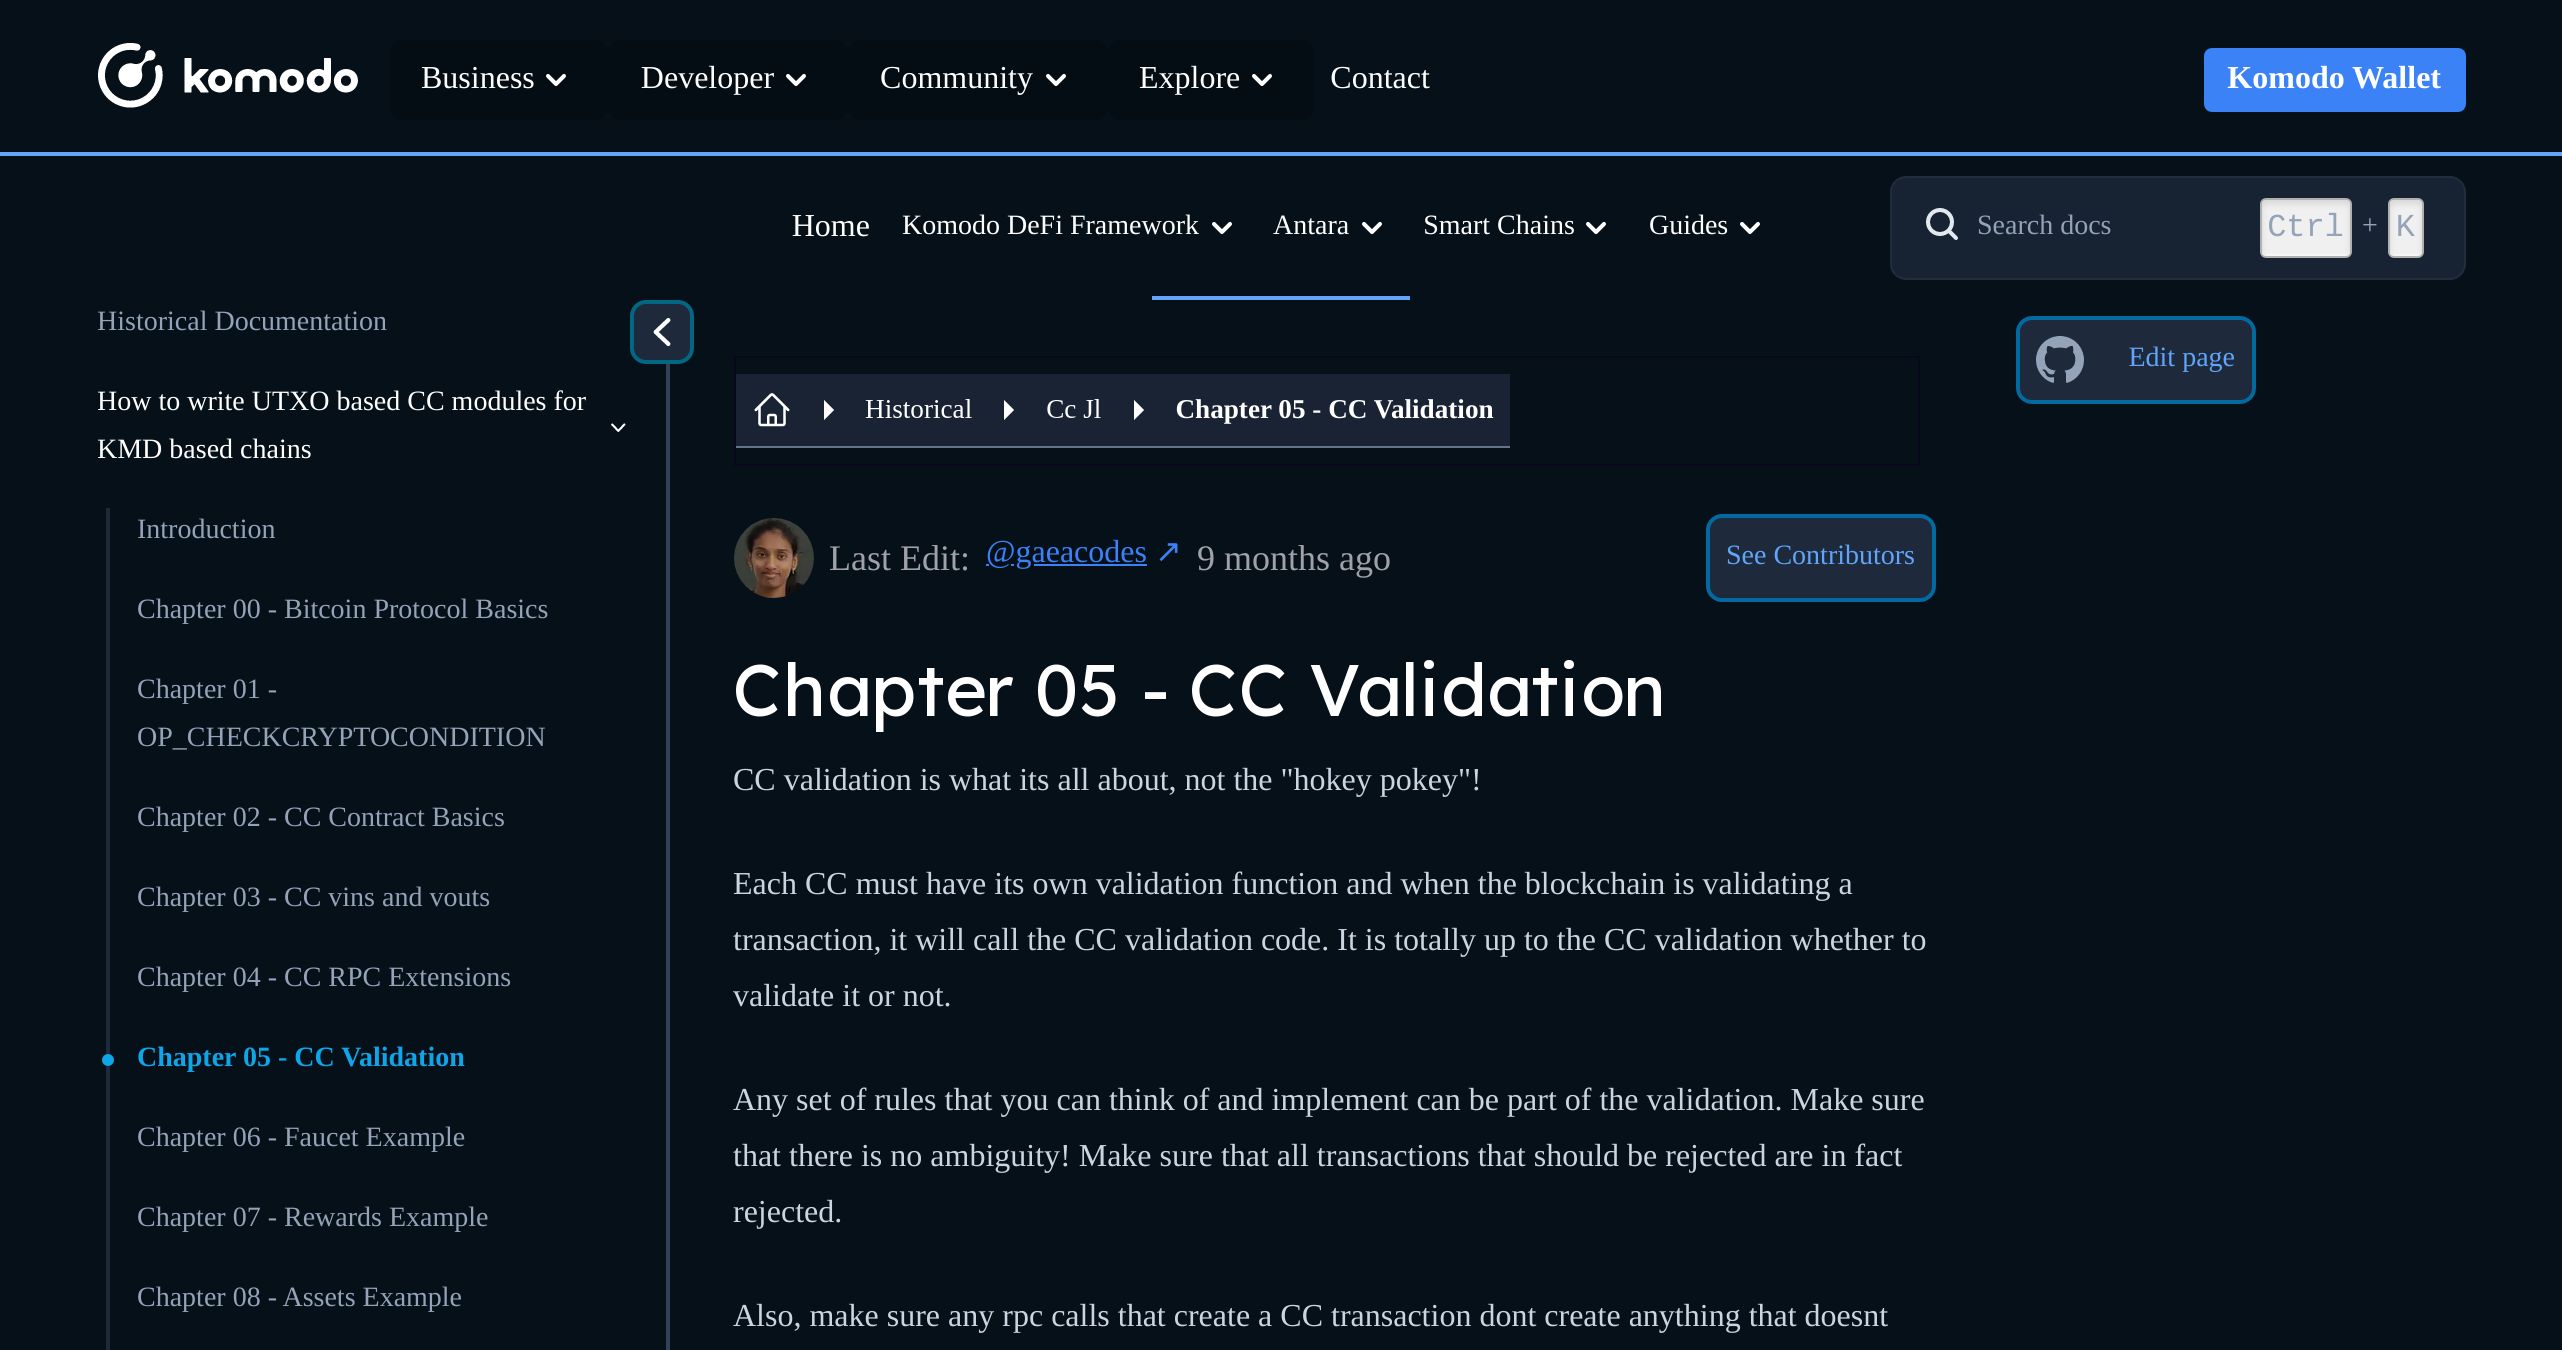 komodo
Business
Developer
Community
Explore
Contact
Komodo Wallet
Home
Komodo DeFi Framework
Antara
Smart Chains
Guides
Search docs
Ctrl + K
Historical Documentation
How to write UTXO based CC modules for
KMD based chains
Introduction
Chapter 00 - Bitcoin Protocol Basics
Chapter 01 -
OP_CHECKCRYPTOCONDITION
Chapter 02 - CC Contract Basics
Chapter 03 - CC vins and vouts
Chapter 04 - CC RPC Extensions
Chapter 05 - CC Validation
Chapter 06 - Faucet Example
Chapter 07 - Rewards Example
Chapter 08 - Assets Example
Historical
Cc Jl
Chapter 05 - CC Validation
Edit page
Last Edit: @gaeacodes ↗ 9 months ago
See Contributors
Chapter 05 - CC Validation
CC validation is what its all about, not the "hokey pokey"!
Each CC must have its own validation function and when the blockchain is validating a
transaction, it will call the CC validation code. It is totally up to the CC validation whether to
validate it or not.
Any set of rules that you can think of and implement can be part of the validation. Make sure
that there is no ambiguity! Make sure that all transactions that should be rejected are in fact
rejected.
Also, make sure any rpc calls that create a CC transaction dont create anything that doesnt